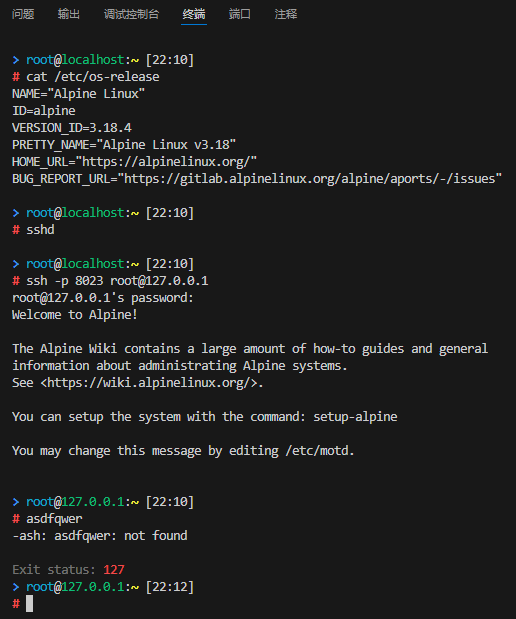 问题 输出 调试控制台 终端 端口 注释
> root@localhost:~ [22:10]
# cat /etc/os-release
NAME="Alpine Linux"
ID=alpine
VERSION_ID=3.18.4
PRETTY_NAME="Alpine Linux v3.18"
HOME_URL="https://alpinelinux.org/"
BUG_REPORT_URL="https://gitlab.alpinelinux.org/alpine/aports/-/issues"
> root@localhost:~ [22:10]
# sshd
> root@localhost:~ [22:10]
# ssh -p 8023 root@127.0.0.1
root@127.0.0.1's password:
Welcome to Alpine!
The Alpine Wiki contains a large amount of how-to guides and general
information about administrating Alpine systems.
See <https://wiki.alpinelinux.org/>.
You can setup the system with the command: setup-alpine
You may change this message by editing /etc/motd.
> root@127.0.0.1:~ [22:10]
# asdfqwer
-ash: asdfqwer: not found
Exit status: 127
> root@127.0.0.1:~ [22:12]
#